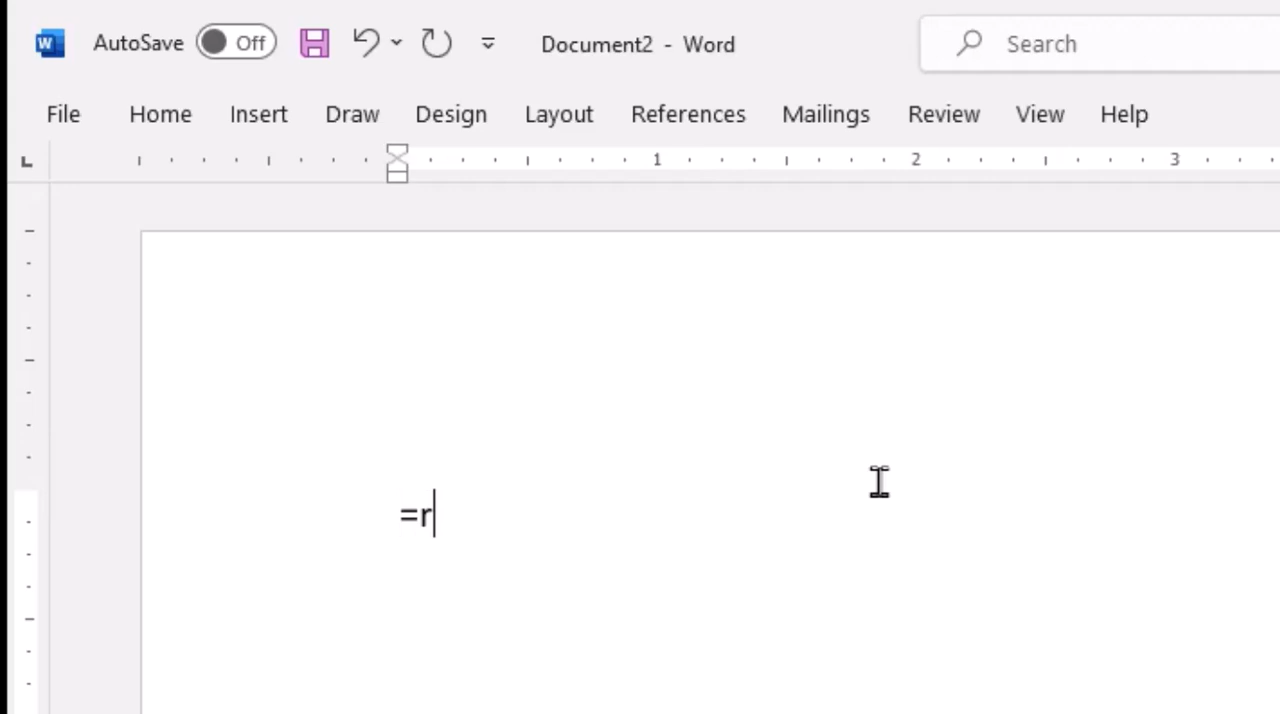 W AutoSave Off Document2 - Word Search
File Home Insert Draw Design Layout References Mailings Review View Help
L 1 2 3
=r